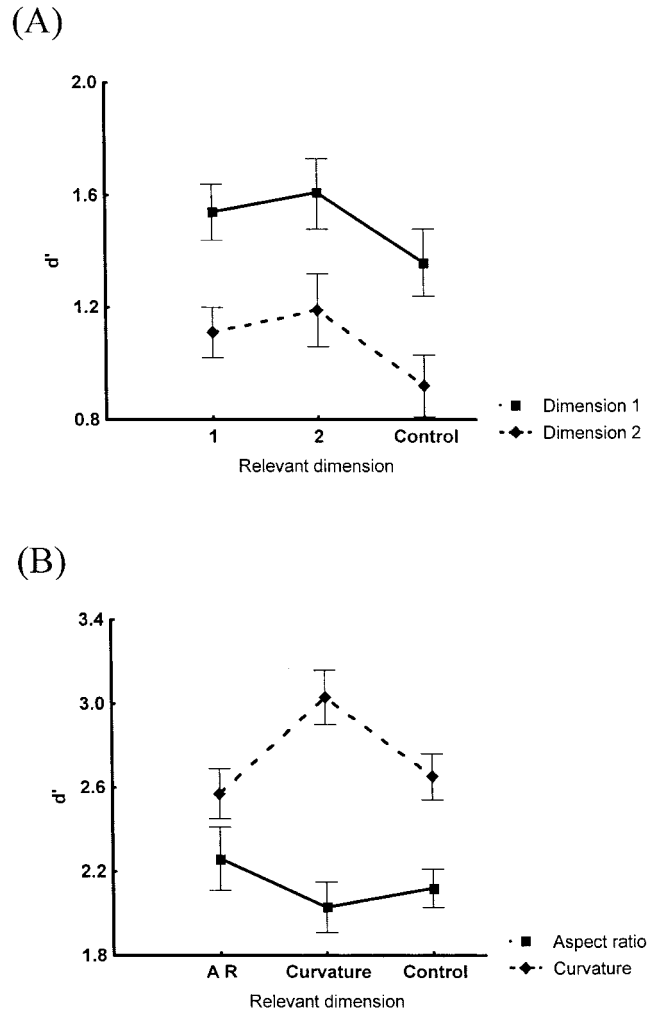 (A)
2.0
1.6
d'
1.2
0.8
1 2 Control
Relevant dimension
Dimension 1
Dimension 2
(B)
3.4
3.0
d'
2.6
2.2
1.8
A R Curvature Control
Relevant dimension
Aspect ratio
Curvature